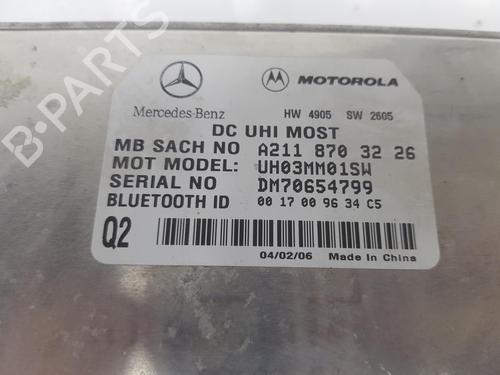 MOTOROLA
Mercedes-Benz HW 4905 SW 2605
DC UHI MOST
MB SACH NO A211 870 32 26
MOT MODEL: UH03MM01SW
SERIAL NO DM70654799
BLUETOOTH ID 00 17 00 96 34 C5
Q2
04/02/06 Made In China